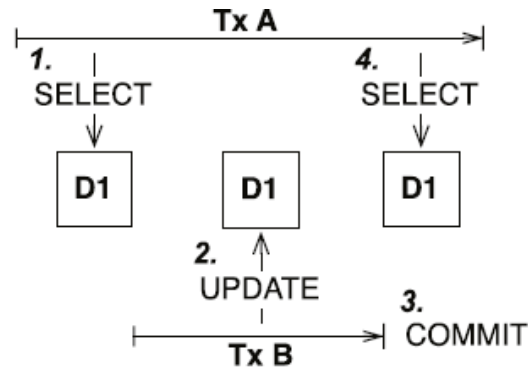 Tx A
1.
SELECT
4.
SELECT
D1
D1
D1
2.
UPDATE
3.
COMMIT
Tx B